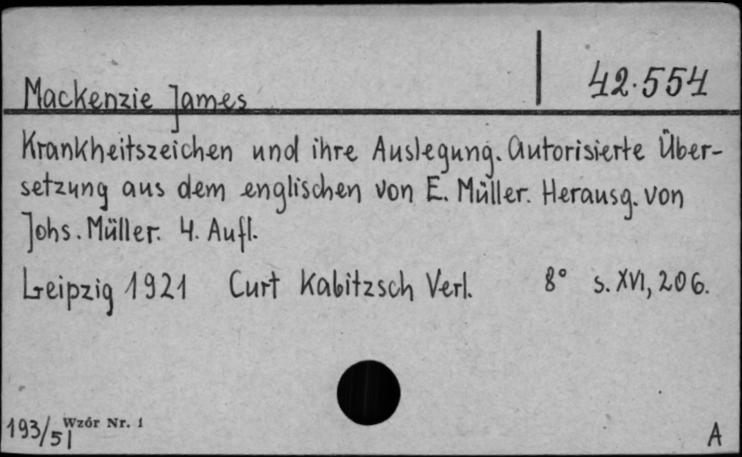 Mackenzie James
42.554
Krankheitszeichen und ihre Auslegung. Autorisierte Über-
setzung aus dem englischen von E. Müller. Herausg. von
Johs. Müller. 4. Aufl.
Leipzig 1921 Curt Kabitzsch Verl. 8° s. XVI, 206.
193/51 Wzór Nr. 1
A